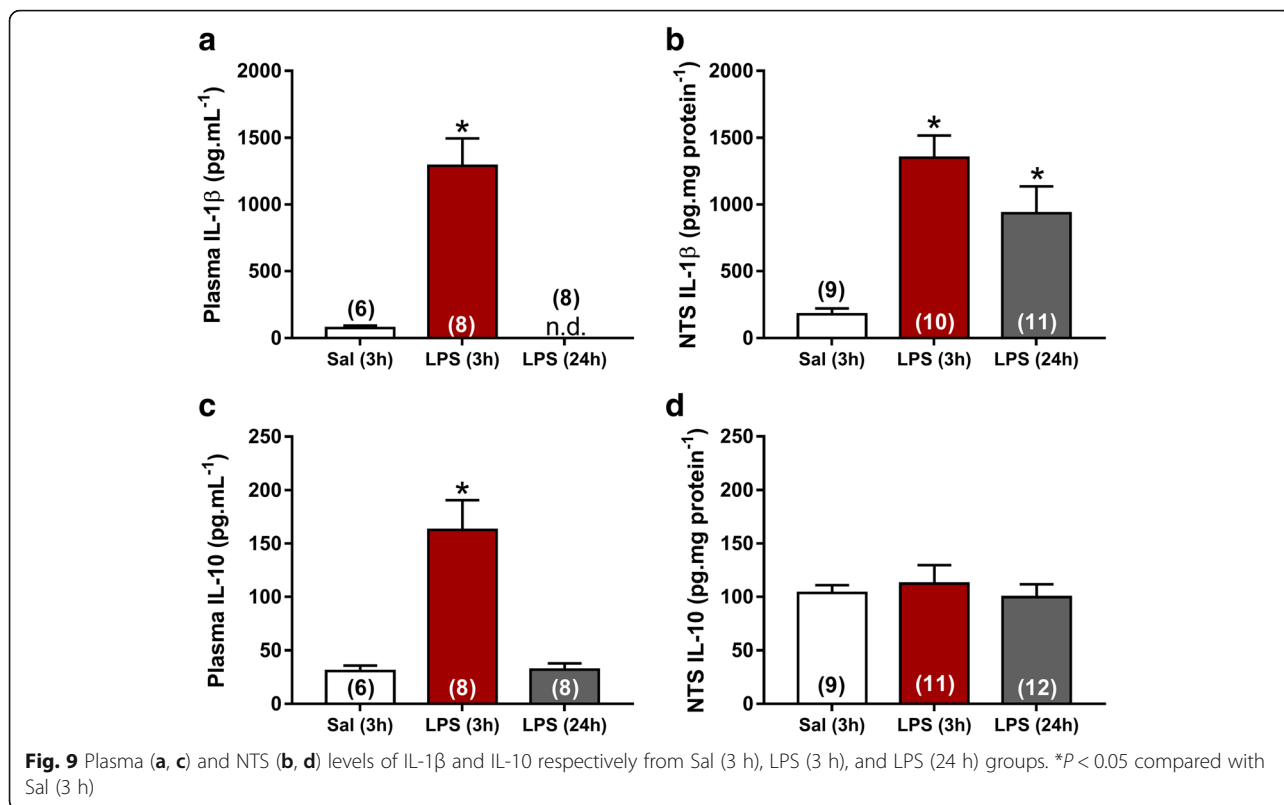 a
Plasma IL-1β (pg.mL⁻¹)
2000
1500
1000
500
0
(6)
*
(8)
(8)
n.d.
Sal (3h) LPS (3h) LPS (24h)
b
NTS IL-1β (pg.mg protein⁻¹)
2000
1500
1000
500
0
(9)
*
(10)
*
(11)
Sal (3h) LPS (3h) LPS (24h)
c
Plasma IL-10 (pg.mL⁻¹)
250
200
150
100
50
0
(6)
*
(8)
(8)
Sal (3h) LPS (3h) LPS (24h)
d
NTS IL-10 (pg.mg protein⁻¹)
250
200
150
100
50
0
(9)
(11)
(12)
Sal (3h) LPS (3h) LPS (24h)
Fig. 9 Plasma (a, c) and NTS (b, d) levels of IL-1β and IL-10 respectively from Sal (3 h), LPS (3 h), and LPS (24 h) groups. *P < 0.05 compared with
Sal (3 h)